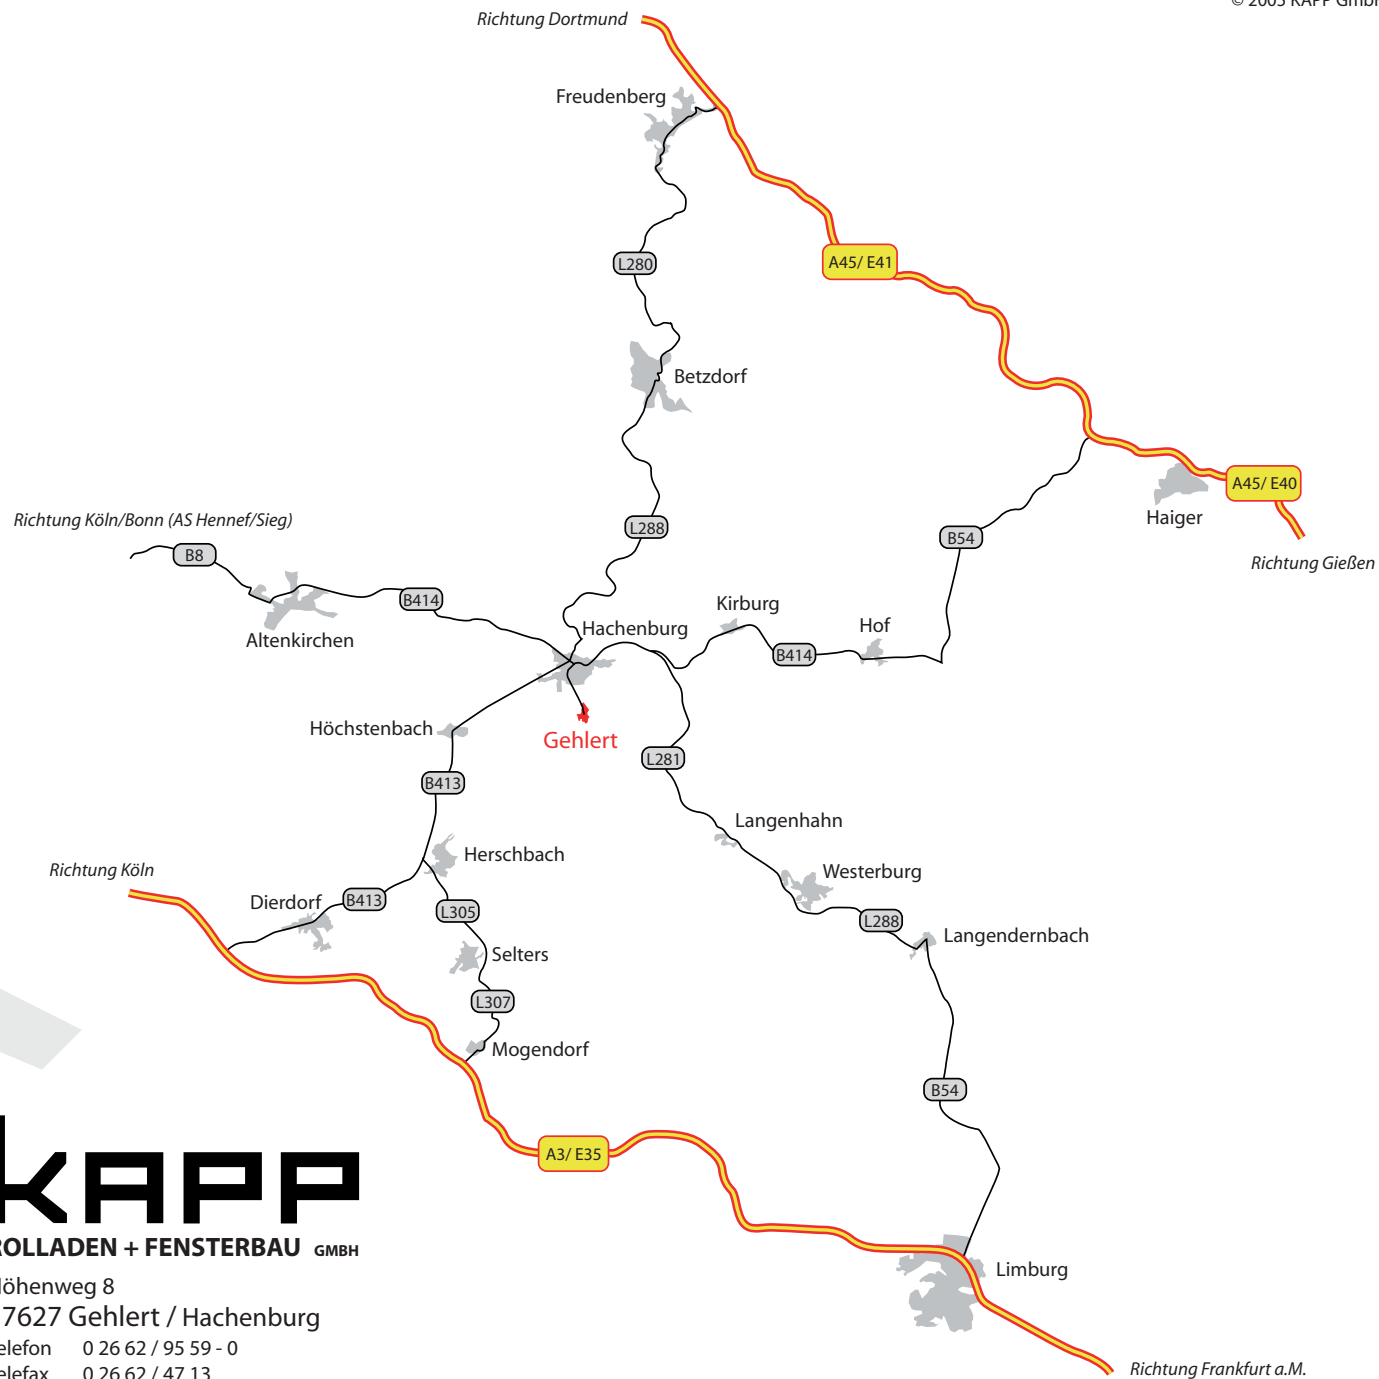 © 2005 KAPP GmbH
Richtung Dortmund
Freudenberg
A45/ E41
L280
Betzdorf
A45/ E40
Haiger
Richtung Gießen
Richtung Köln/Bonn (AS Hennef/Sieg)
B8
L288
B54
B414
Altenkirchen
Kirburg
Hachenburg
Hof
B414
Höchstenbach
Gehlert
L281
B413
Langenhahn
Herschbach
Richtung Köln
Westerburg
Dierdorf
B413
L305
L288
Langendernbach
Selters
L307
Mogendorf
B54
A3/ E35
KAPP
ROLLADEN + FENSTERBAU GMBH
Limburg
öhenweg 8
7627 Gehlert / Hachenburg
elefon 0 26 62 / 95 59 - 0
elefax 0 26 62 / 47 13
Richtung Frankfurt a.M.